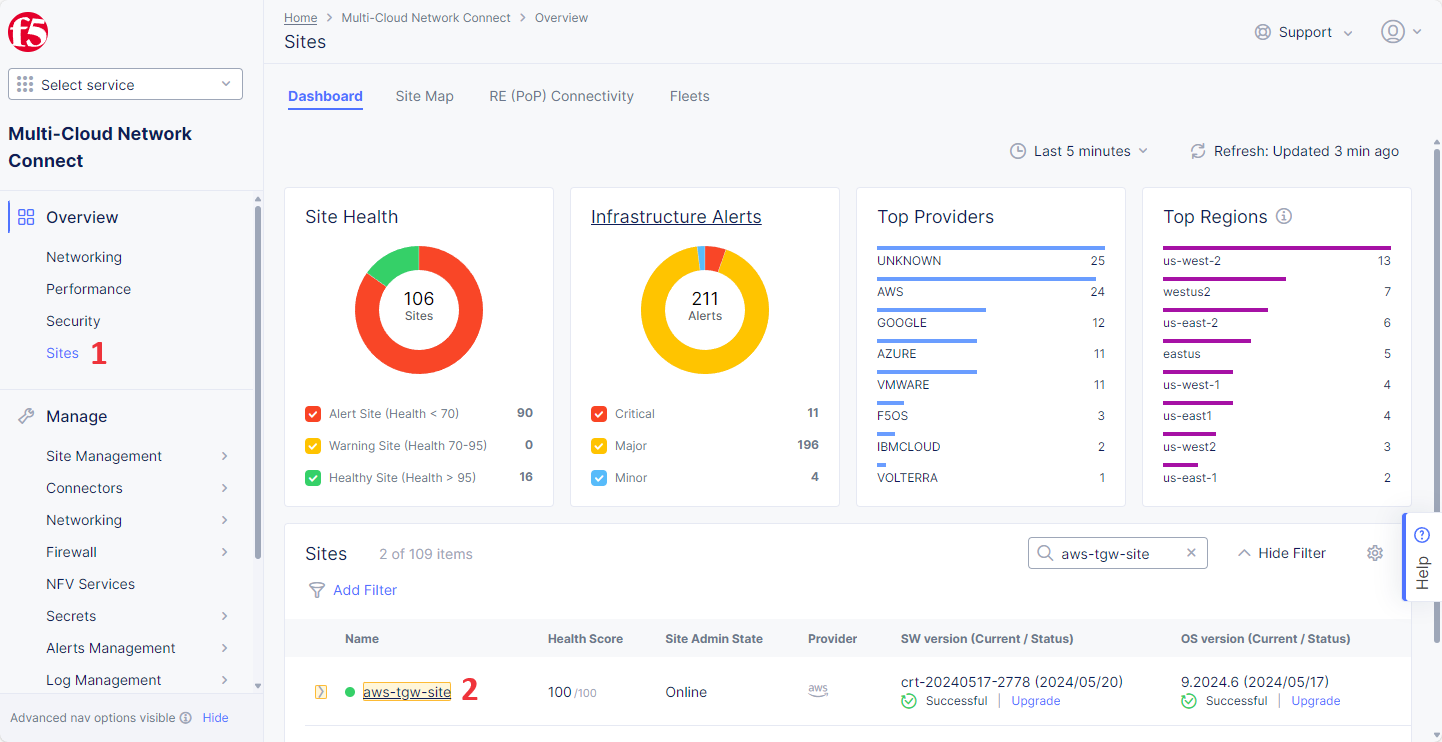 f5
Select service
Multi-Cloud Network
Connect
Overview
Networking
Performance
Security
Sites 1
Manage
Site Management
Connectors
Networking
Firewall
NFV Services
Secrets
Alerts Management
Log Management
Advanced nav options visible Hide
Home > Multi-Cloud Network Connect > Overview
Sites
Support
Dashboard Site Map RE (PoP) Connectivity Fleets
Last 5 minutes Refresh: Updated 3 min ago
Site Health
106
Sites
Alert Site (Health < 70) 90
Warning Site (Health 70-95) 0
Healthy Site (Health > 95) 16
Infrastructure Alerts
211
Alerts
Critical 11
Major 196
Minor 4
Top Providers
UNKNOWN 25
AWS 24
GOOGLE 12
AZURE 11
VMWARE 11
F5OS 3
IBMCLOUD 2
VOLTERRA 1
Top Regions
us-west-2 13
westus2 7
us-east-2 6
eastus 5
us-west-1 4
us-east1 4
us-west2 3
us-east-1 2
Sites 2 of 109 items aws-tgw-site Hide Filter
Add Filter
Name Health Score Site Admin State Provider SW version (Current / Status) OS version (Current / Status)
aws-tgw-site 2 100 /100 Online aws crt-20240517-2778 (2024/05/20) 9.2024.6 (2024/05/17)
Successful | Upgrade Successful | Upgrade
Help